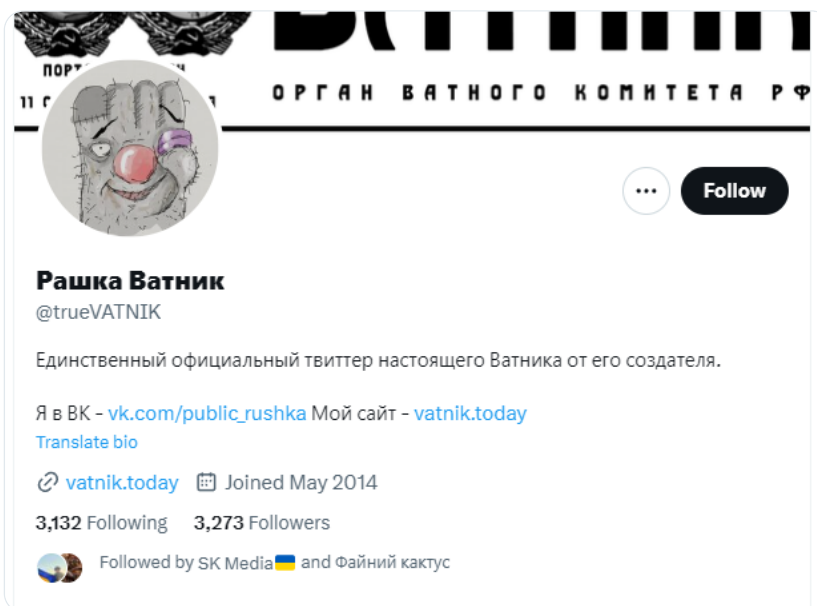 ОРГАН ВАТНОГО КОМИТЕТА РФ
Follow
Рашка Ватник
@trueVATNIK
Единственный официальный твиттер настоящего Ватника от его создателя.
Я в ВК - vk.com/public_rushka Мой сайт - vatnik.today
Translate bio
vatnik.today Joined May 2014
3,132 Following 3,273 Followers
Followed by SK Media🇺🇦 and Файний кактус